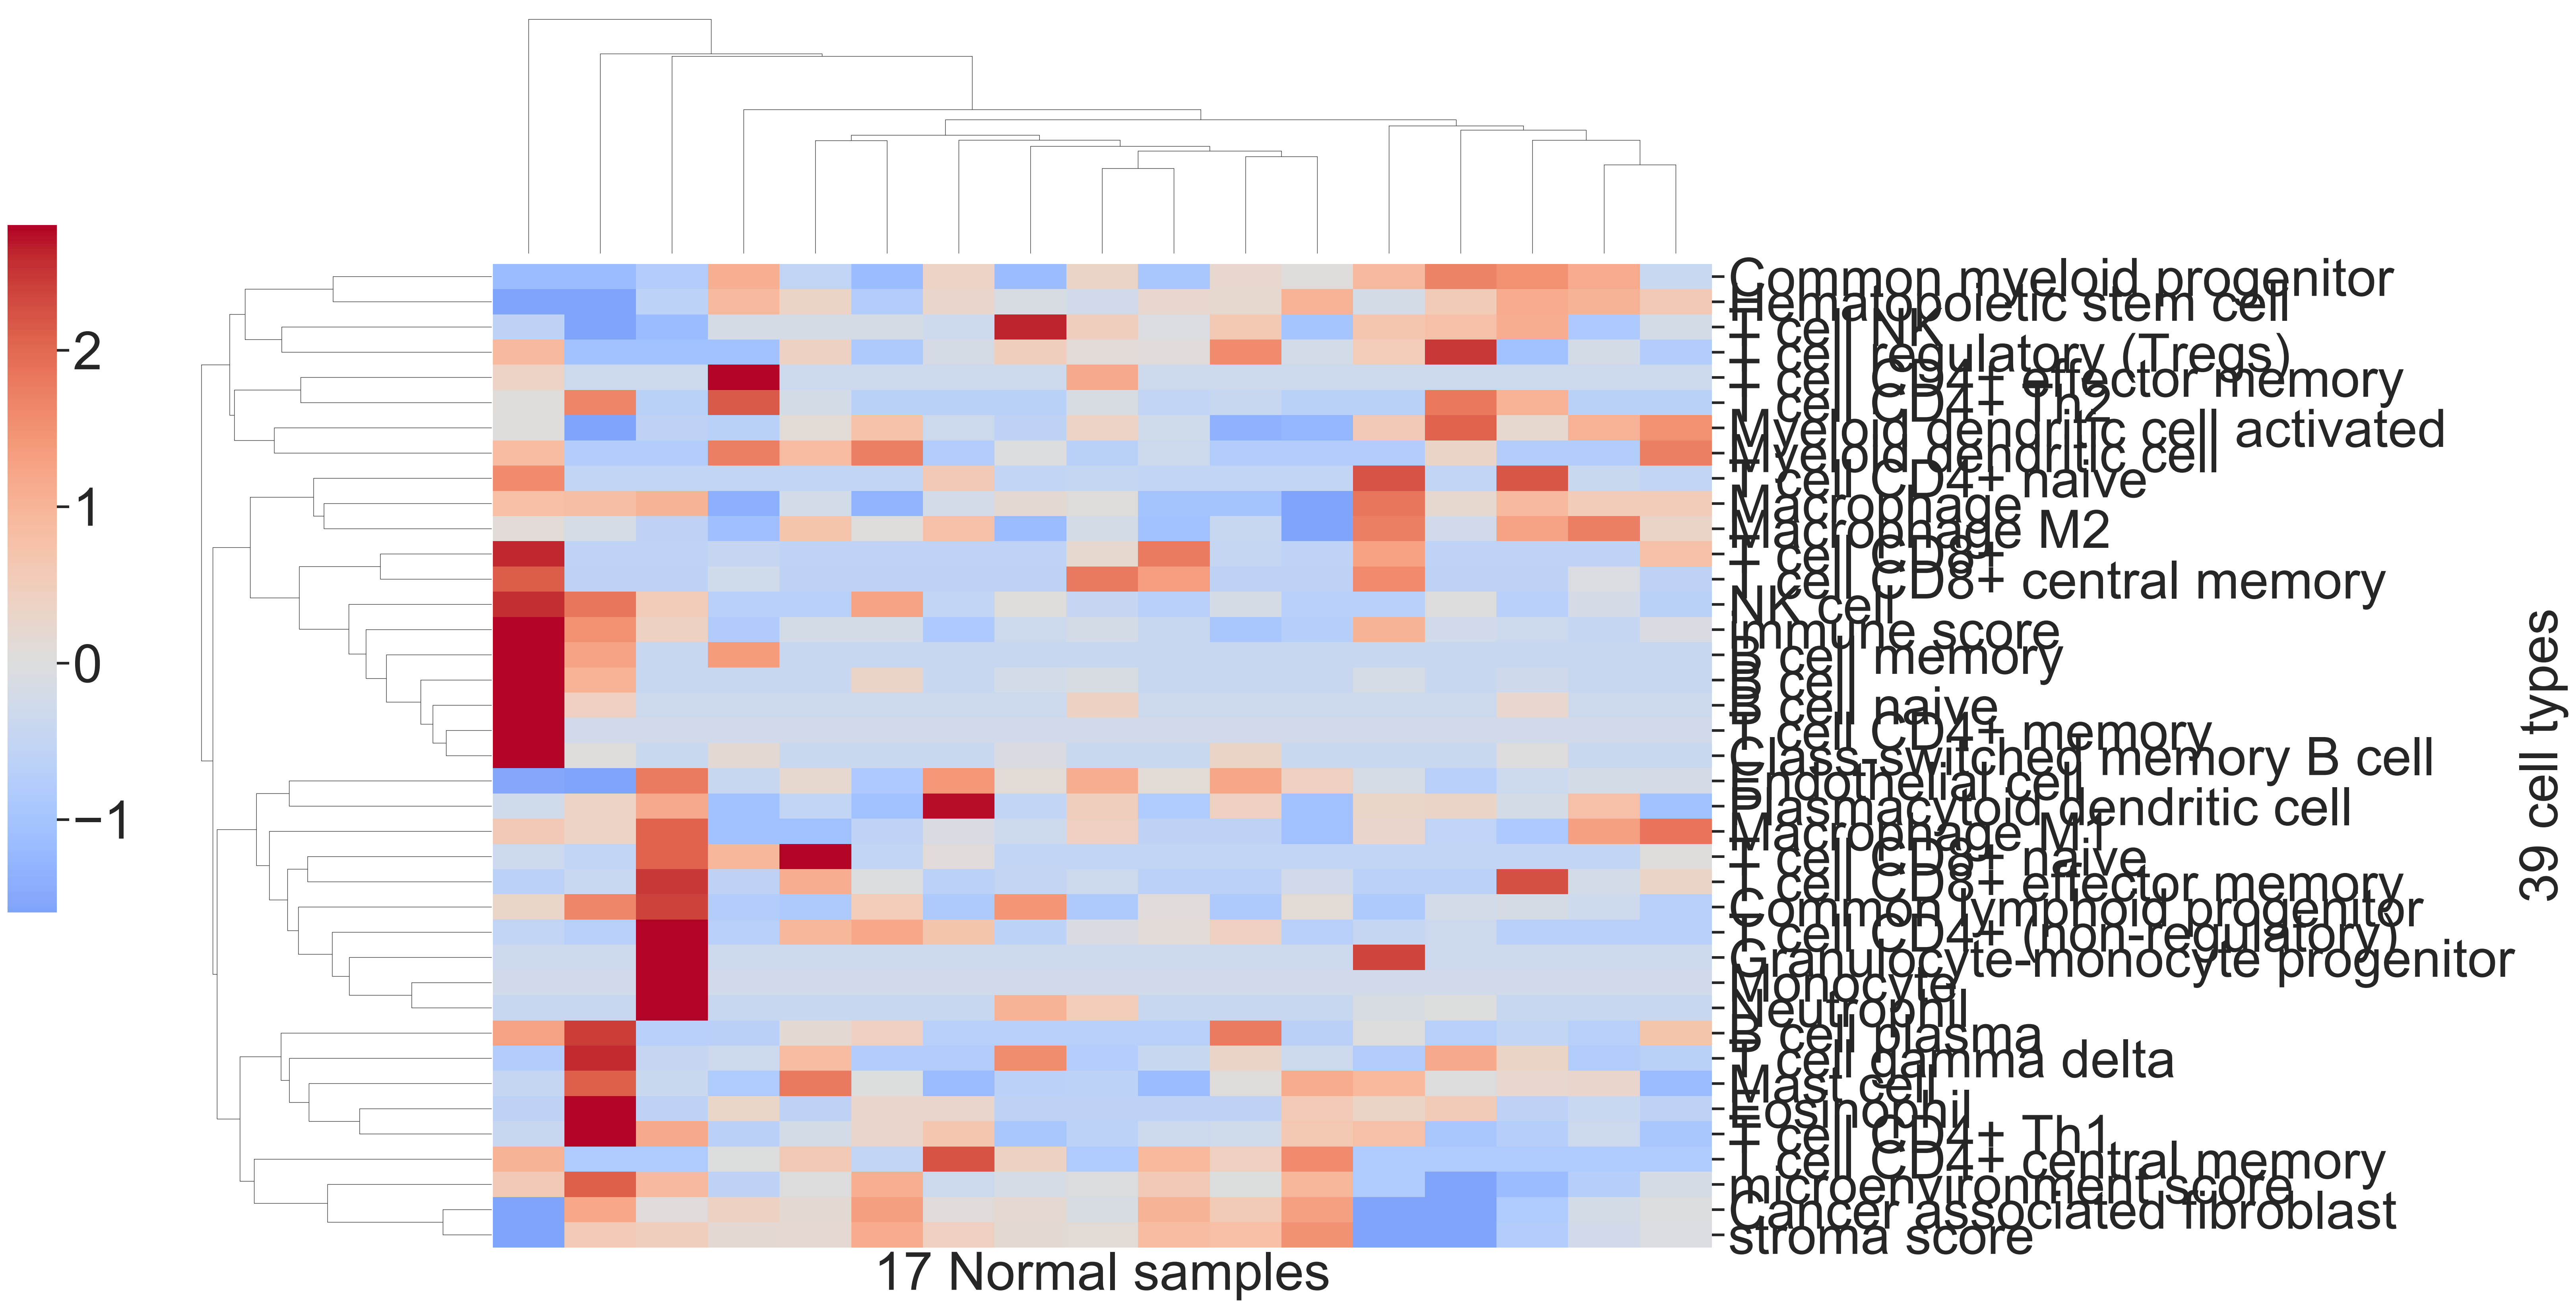 2
1
0
−1
Common myeloid progenitor
Hematopoietic stem cell
T cell NK
T cell regulatory (Tregs)
T cell CD4+ effector memory
T cell CD4+ Th2
Myeloid dendritic cell activated
Myeloid dendritic cell
T cell CD4+ naive
Macrophage
Macrophage M2
T cell CD8+
T cell CD8+ central memory
NK cell
immune score
B cell memory
B cell
B cell naive
T cell CD4+ memory
Class-switched memory B cell
Endothelial cell
Plasmacytoid dendritic cell
Macrophage M1
T cell CD8+ naive
T cell CD8+ effector memory
Common lymphoid progenitor
T cell CD4+ (non-regulatory)
Granulocyte-monocyte progenitor
Monocyte
Neutrophil
B cell plasma
T cell gamma delta
Mast cell
Eosinophil
T cell CD4+ Th1
T cell CD4+ central memory
microenvironment score
Cancer associated fibroblast
stroma score
39 cell types
17 Normal samples